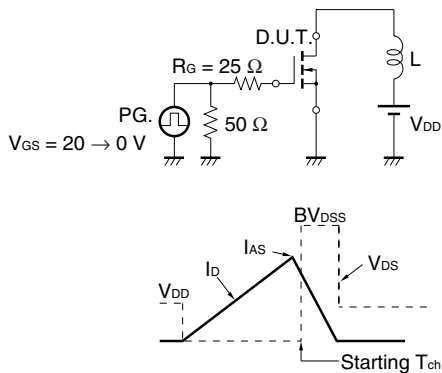 D.U.T.
RG = 25 Ω
L
PG.
50 Ω
VDD
VGS = 20 → 0 V
BVDSS
IAS
ID
VDS
VDD
Starting Tch